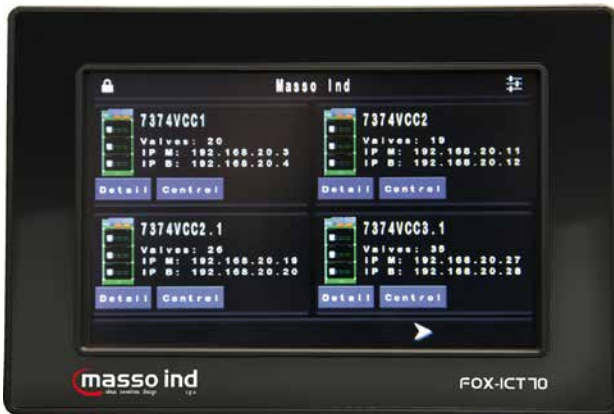 Masso Ind
7374VCC1
Valves: 20
IP M: 192.168.20.3
IP B: 192.168.20.4
Detail Control
7374VCC2
Valves: 19
IP M: 192.168.20.11
IP B: 192.168.20.12
Detail Control
7374VCC2.1
Valves: 26
IP M: 192.168.20.19
IP B: 192.168.20.20
Detail Control
7374VCC3.1
Valves: 35
IP M: 192.168.20.27
IP B: 192.168.20.28
Detail Control
masso ind
ideas becomes design
FOX-ICT70